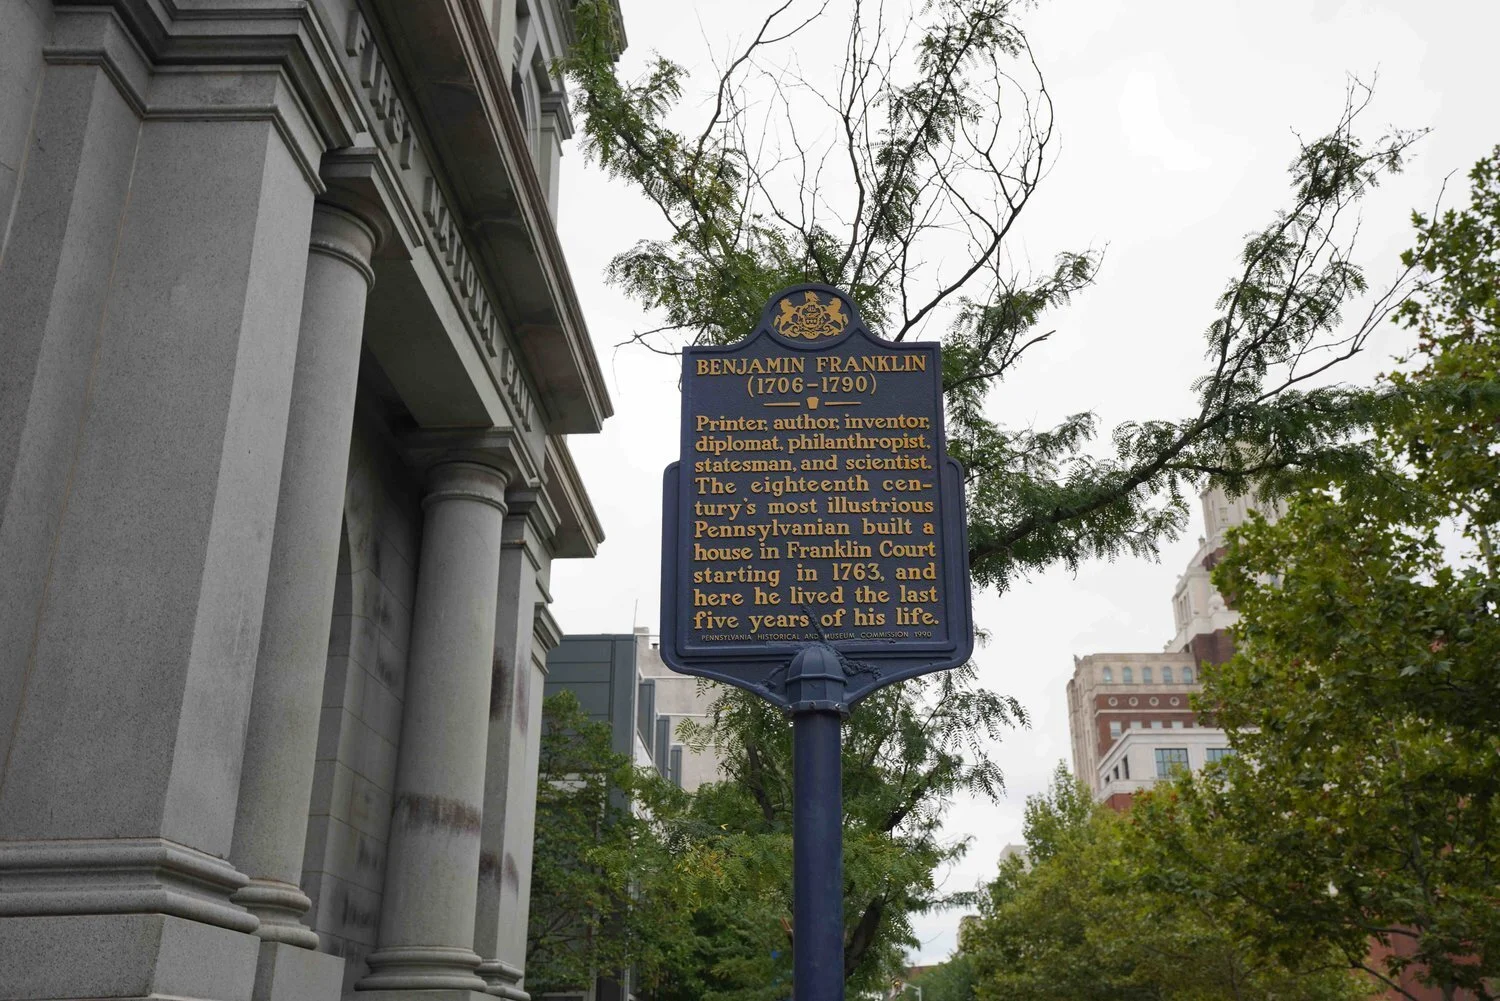 FIRST NATIONAL BANK
BENJAMIN FRANKLIN
(1706-1790)
Printer, author, inventor,
diplomat, philanthropist,
statesman, and scientist.
The eighteenth cen-
tury's most illustrious
Pennsylvanian built a
house in Franklin Court
starting in 1763, and
here he lived the last
five years of his life.
PENNSYLVANIA HISTORICAL AND MUSEUM COMMISSION 1990